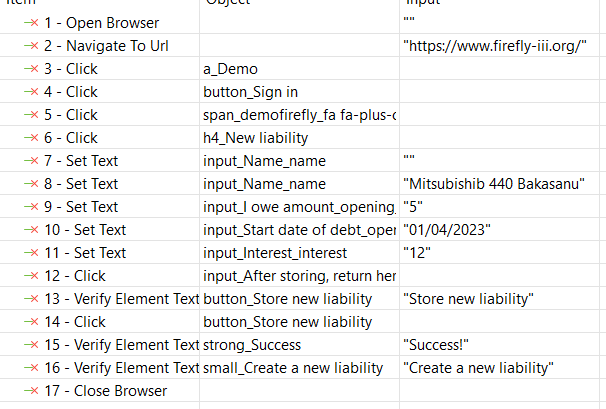 Item Object Input
1 - Open Browser ""
2 - Navigate To Url "https://www.firefly-iii.org/"
3 - Click a_Demo
4 - Click button_Sign in
5 - Click span_demofirefly_fa fa-plus-c
6 - Click h4_New liability
7 - Set Text input_Name_name ""
8 - Set Text input_Name_name "Mitsubishib 440 Bakasanu"
9 - Set Text input_I owe amount_opening_ "5"
10 - Set Text input_Start date of debt_oper "01/04/2023"
11 - Set Text input_Interest_interest "12"
12 - Click input_After storing, return her
13 - Verify Element Text button_Store new liability "Store new liability"
14 - Click button_Store new liability
15 - Verify Element Text strong_Success "Success!"
16 - Verify Element Text small_Create a new liability "Create a new liability"
17 - Close Browser